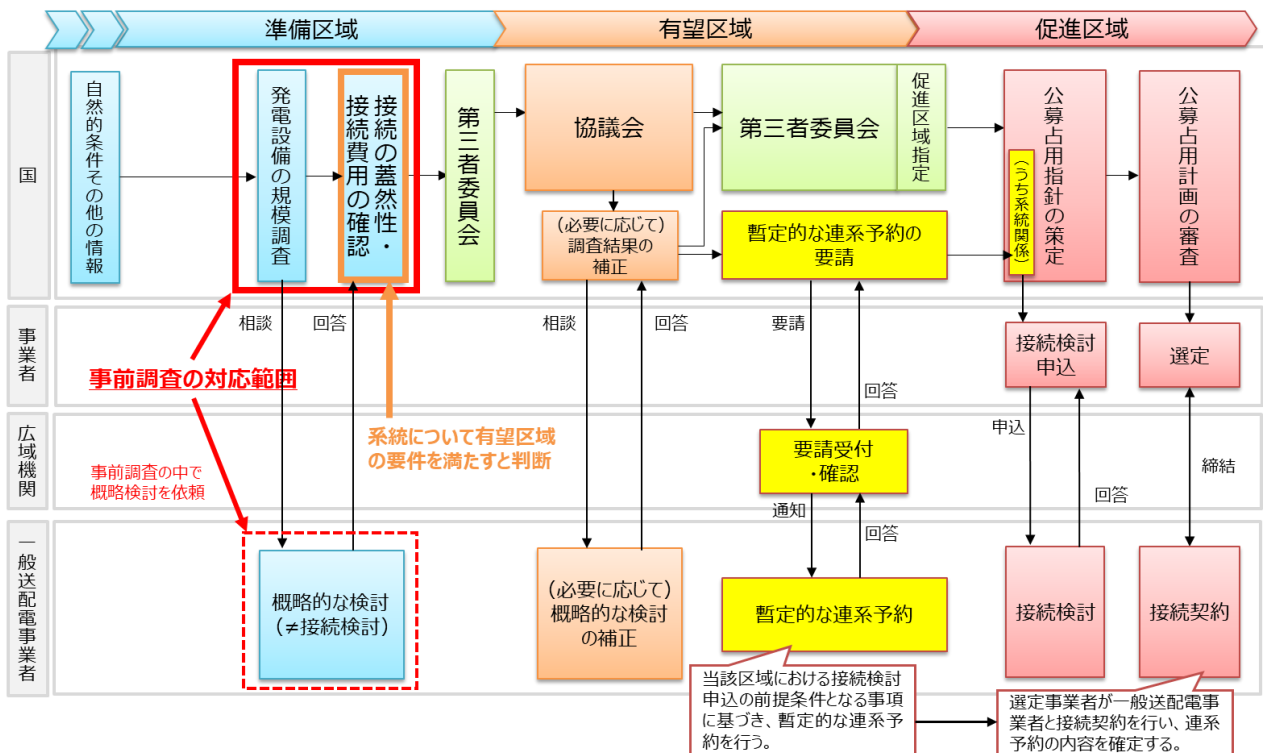 準備区域
有望区域
促進区域
国
自然的条件その他の情報
発電設備の規模調査
接続の蓋然性・
接続費用の確認
第三者委員会
協議会
(必要に応じて)
調査結果の
補正
第三者委員会
促進区域指定
暫定的な連系予約の
要請
公募占用指針の策定
(うち系統関係)
公募占用計画の審査
事業者
相談
回答
相談
回答
要請
回答
接続検討
申込
選定
事前調査の対応範囲
広域機関
系統について有望区域
の要件を満たすと判断
事前調査の中で
概略検討を依頼
要請受付
・確認
通知
回答
申込
回答
締結
一般送配電事業者
概略的な検討
(≠接続検討)
(必要に応じて)
概略的な検討
の補正
暫定的な連系予約
接続検討
接続契約
当該区域における接続検討
申込の前提条件となる事項
に基づき、暫定的な連系予
約を行う。
選定事業者が一般送配電事
業者と接続契約を行い、連系
予約の内容を確定する。